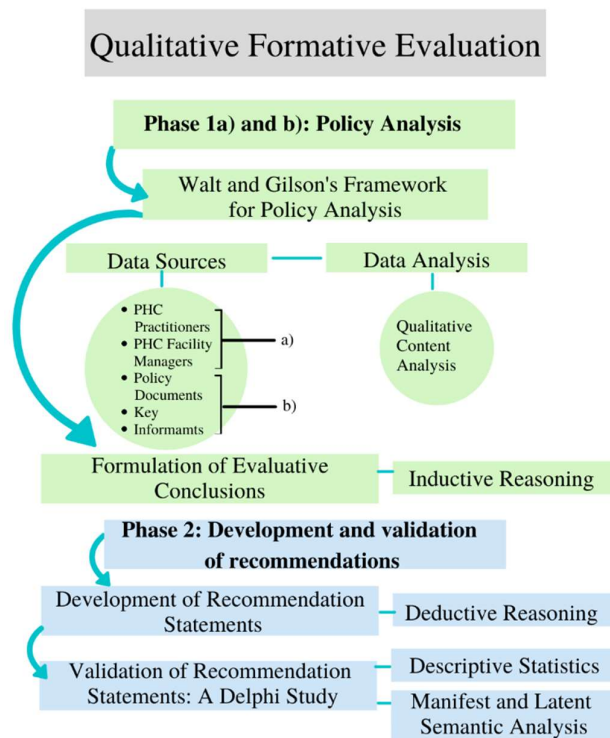 Qualitative Formative Evaluation
Phase 1a) and b): Policy Analysis
Walt and Gilson's Framework
for Policy Analysis
Data Sources
Data Analysis
• PHC
Practitioners
• PHC Facility
Managers
• Policy
Documents
• Key
• Informamts
a)
b)
Qualitative
Content
Analysis
Formulation of Evaluative
Conclusions
Inductive Reasoning
Phase 2: Development and validation
of recommendations
Development of Recommendation
Statements
Deductive Reasoning
Validation of Recommendation
Statements: A Delphi Study
Descriptive Statistics
Manifest and Latent
Semantic Analysis